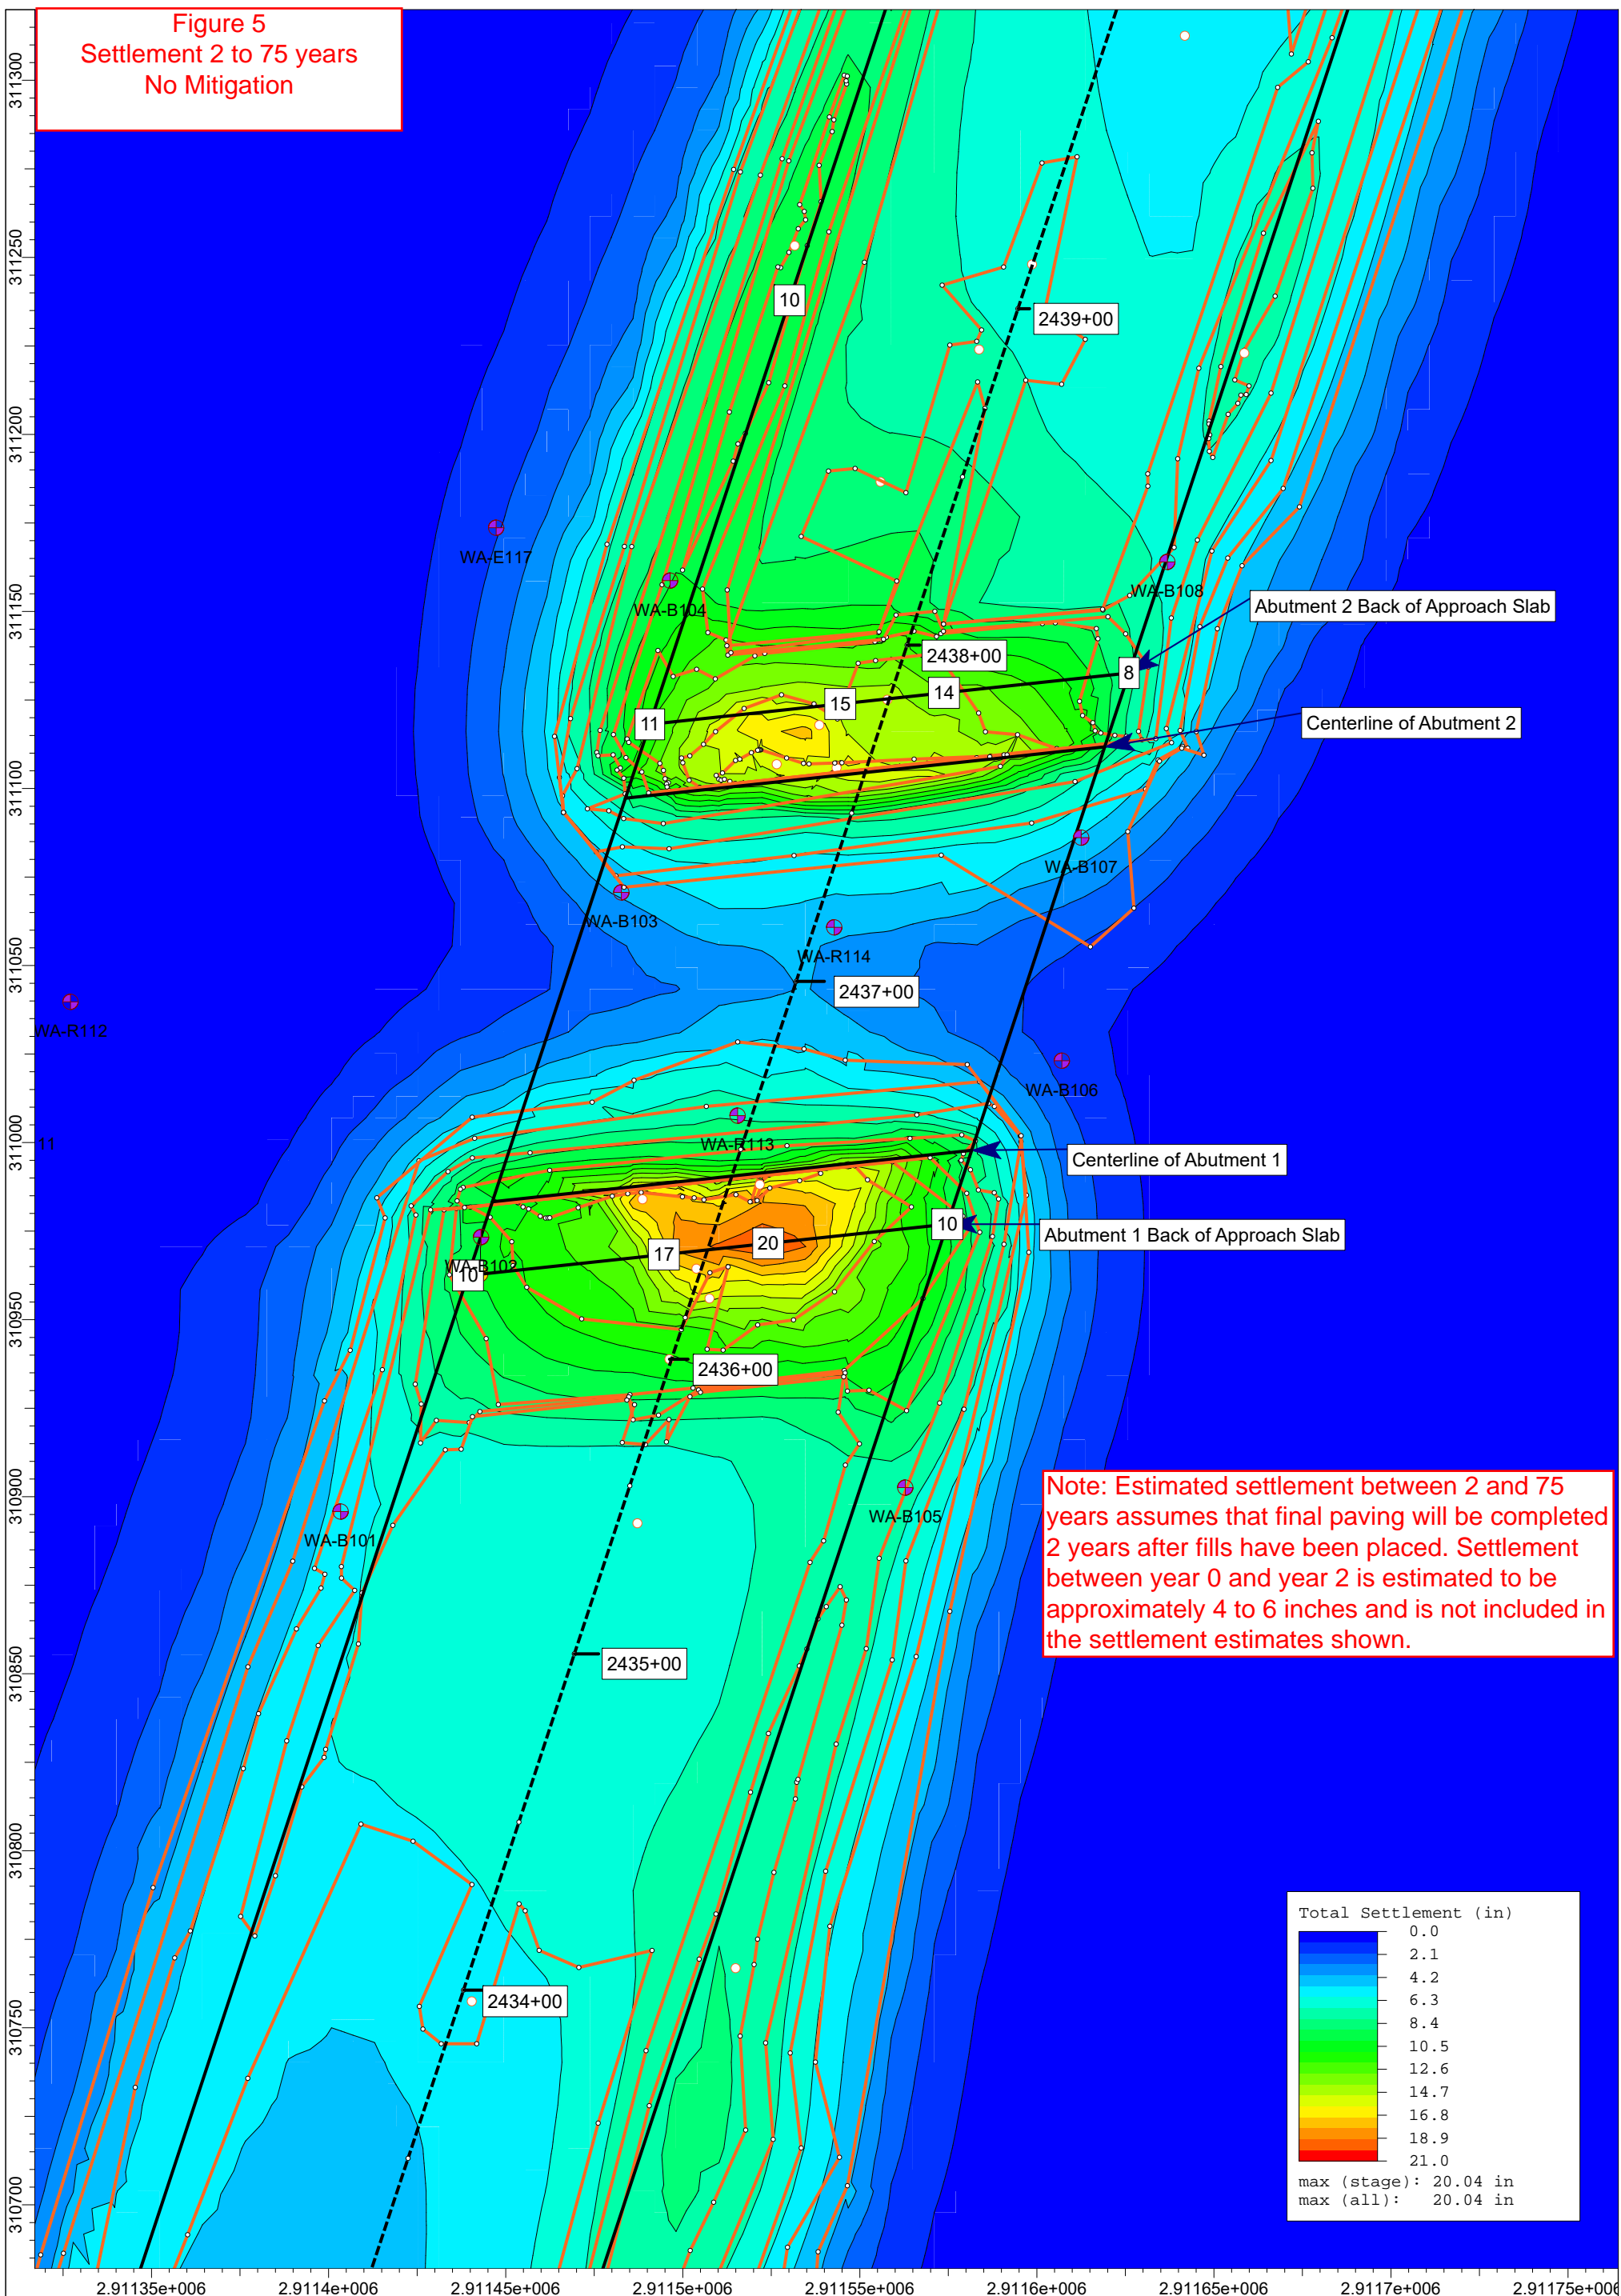 Figure 5
Settlement 2 to 75 years
No Mitigation
311300
311250
311200
311150
311100
311050
311000
310950
310900
310850
310800
310750
310700
10
2439+00
WA-E117
WA-B104
WA-B108
Abutment 2 Back of Approach Slab
2438+00
8
14
15
11
Centerline of Abutment 2
WA-B107
WA-B103
WA-R114
2437+00
WA-R112
WA-B106
11
WA-R113
Centerline of Abutment 1
10
Abutment 1 Back of Approach Slab
20
17
WA-B102
10
2436+00
Note: Estimated settlement between 2 and 75
years assumes that final paving will be completed
2 years after fills have been placed. Settlement
between year 0 and year 2 is estimated to be
approximately 4 to 6 inches and is not included in
the settlement estimates shown.
WA-B105
WA-B101
2435+00
2434+00
Total Settlement (in)
0.0
2.1
4.2
6.3
8.4
10.5
12.6
14.7
16.8
18.9
21.0
max (stage): 20.04 in
max (all): 20.04 in
2.91135e+006
2.9114e+006
2.91145e+006
2.9115e+006
2.91155e+006
2.9116e+006
2.91165e+006
2.9117e+006
2.91175e+006